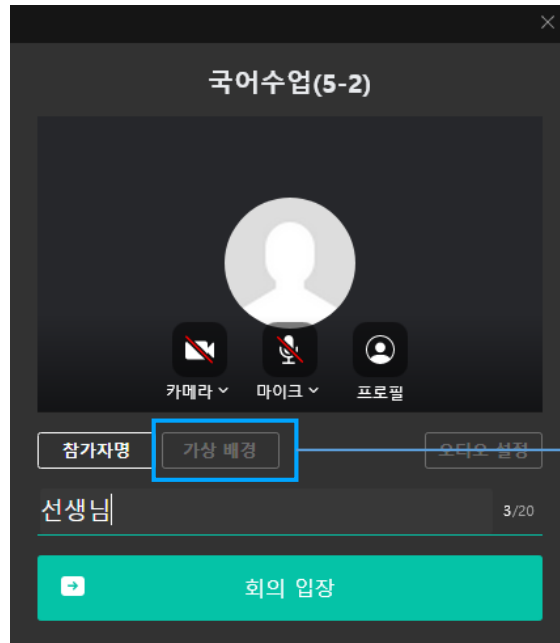 국어수업(5-2)
카메라 마이크 프로필
참가자명 가상 배경 오디오 설정
선생님 3/20
회의 입장